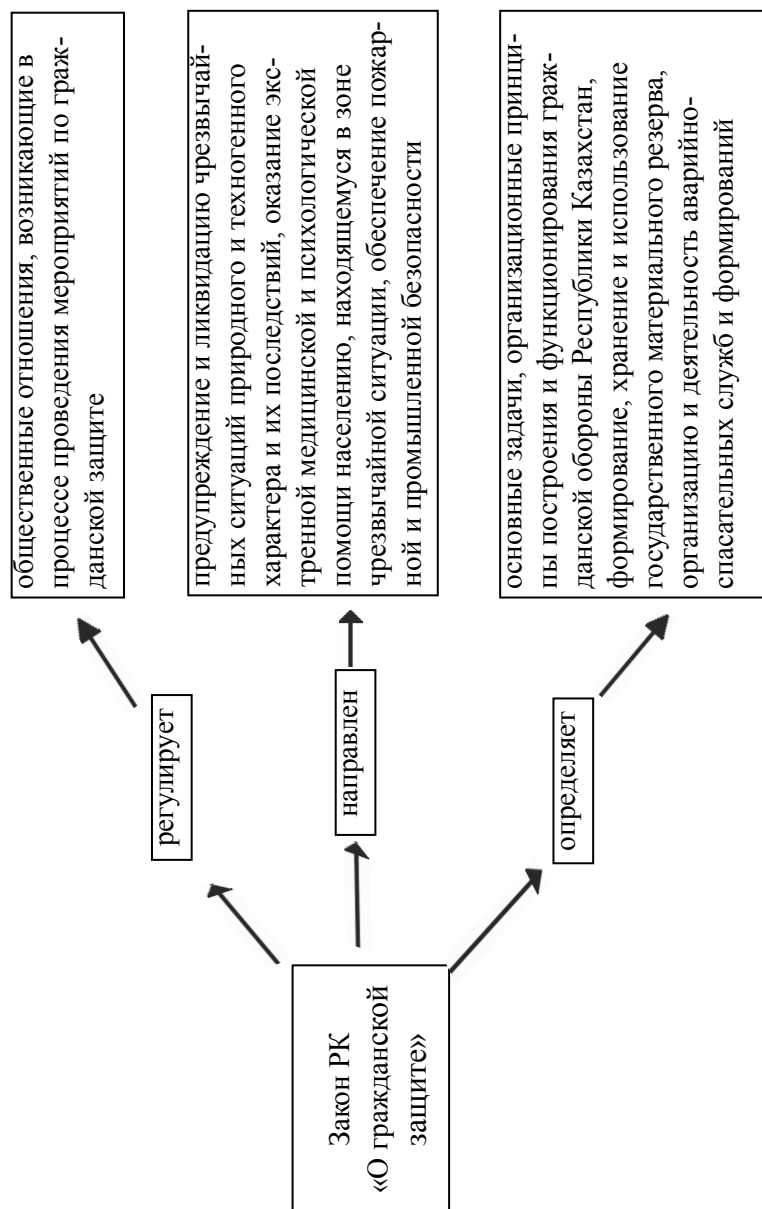 Закон РК
«О гражданской
защите»
регулирует
общественные отношения, возникающие в
процессе проведения мероприятий по граж-
данской защите
направлен
предупреждение и ликвидацию чрезвычай-
ных ситуаций природного и техногенного
характера и их последствий, оказание экс-
тренной медицинской и психологической
помощи населению, находящемуся в зоне
чрезвычайной ситуации, обеспечение пожар-
ной и промышленной безопасности
определяет
основные задачи, организационные принци-
пы построения и функционирования граж-
данской обороны Республики Казахстан,
формирование, хранение и использование
государственного материального резерва,
организацию и деятельность аварийно-
спасательных служб и формирований